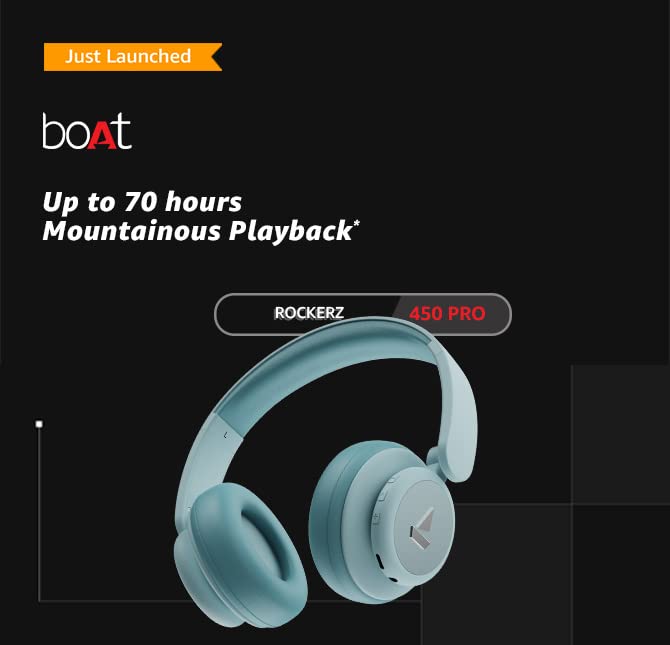 Just Launched
boAt
Up to 70 hours
Mountainous Playback*
ROCKERZ 450 PRO
L